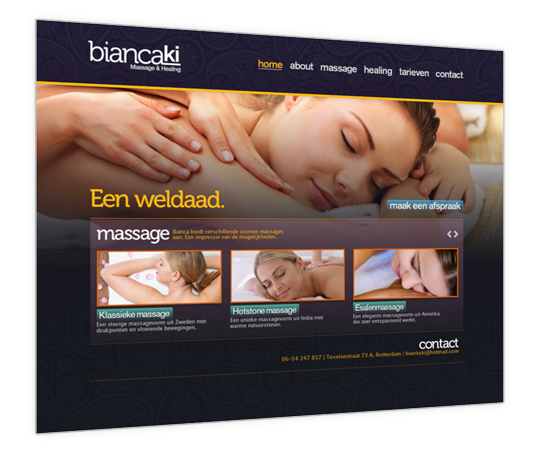 biancaki
Massage & Healing
home about massage healing tarieven contact
Een weldaad.
maak een afspraak
massage
Bianca biedt verschillende soorten massages
aan. Een impressie van de mogelijkheden.
Klassieke massage
Een stevige massagevorm uit Zweden met
drukpunten en vloeiende bewegingen.
Hotstone massage
Een unieke massagevorm uit India met
warme natuurstenen.
Esalenmassage
Een elegante massagevorm uit Amerika
die zeer ontspannend werkt.
contact
06-54 247 837 | Texelsestraat 73 A, Rotterdam | biankaki@hotmail.com